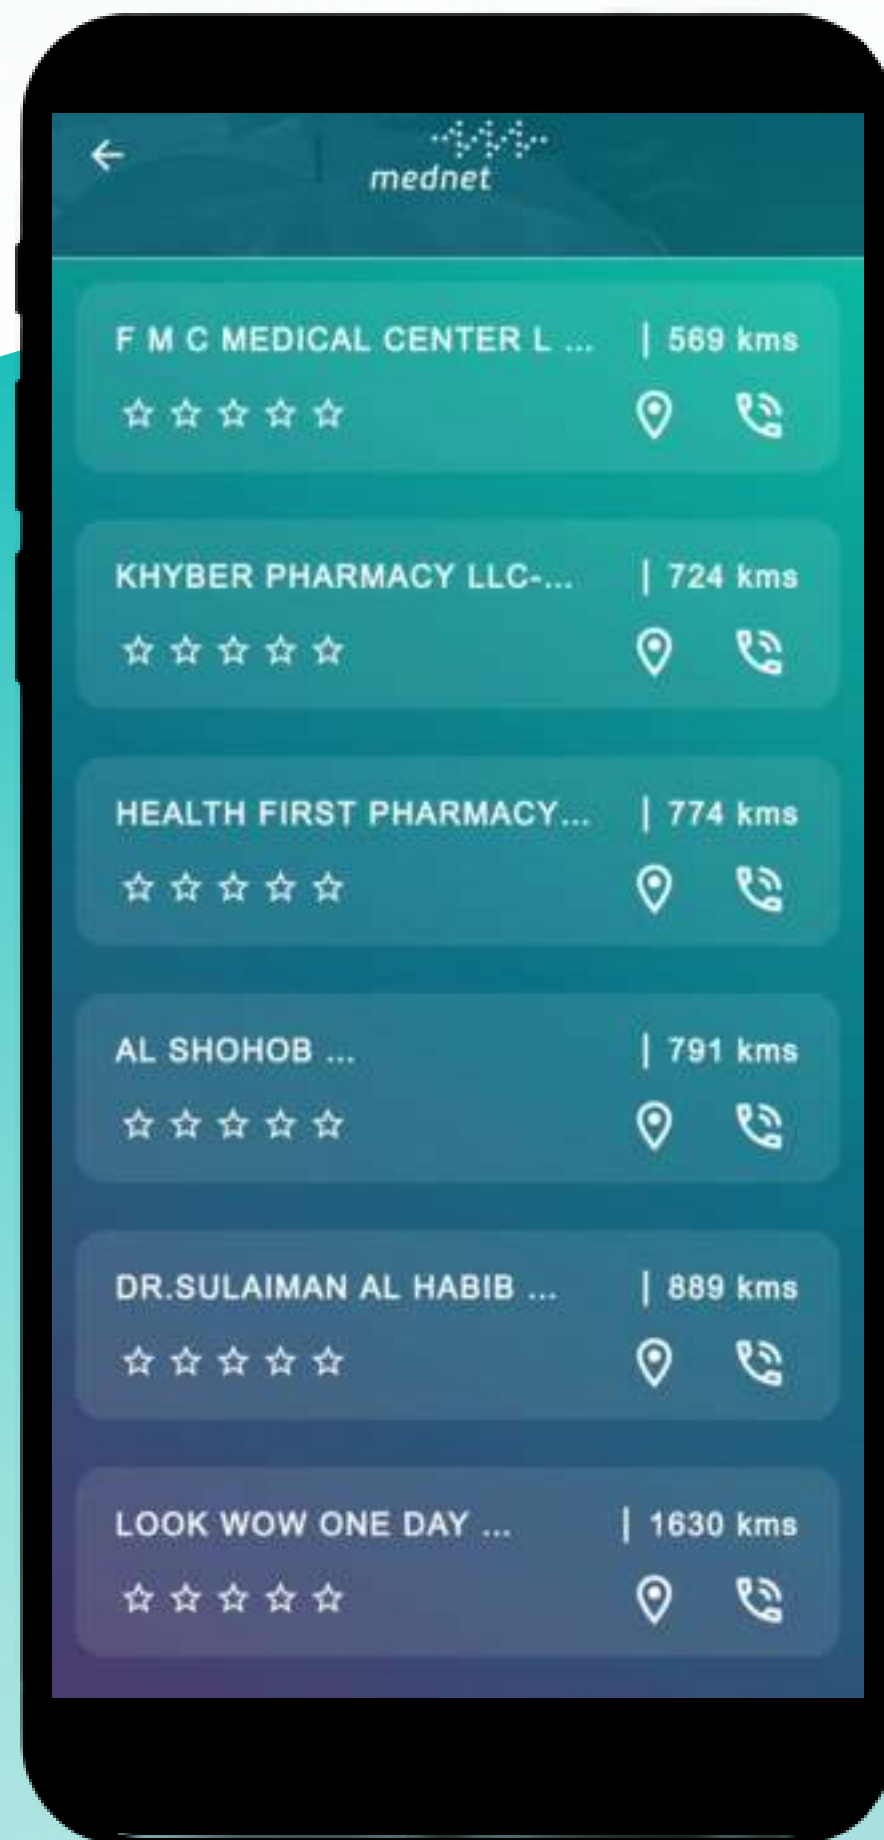 mednet
F M C MEDICAL CENTER L ... | 569 kms
KHYBER PHARMACY LLC-... | 724 kms
HEALTH FIRST PHARMACY... | 774 kms
AL SHOHOB ... | 791 kms
DR.SULAIMAN AL HABIB ... | 889 kms
LOOK WOW ONE DAY ... | 1630 kms